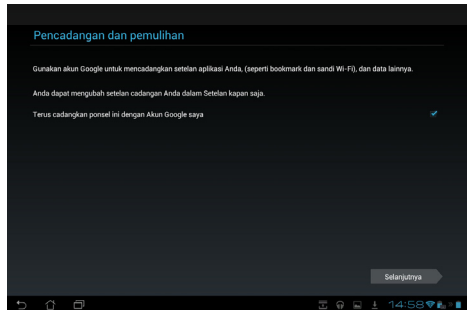 Pencadangan dan pemulihan
Gunakan akun Google untuk mencadangkan setelan aplikasi Anda, (seperti bookmark dan sandi Wi-Fi), dan data lainnya.
Anda dapat mengubah setelan cadangan Anda dalam Setelan kapan saja.
Terus cadangkan ponsel ini dengan Akun Google saya
Selanjutnya
14:58